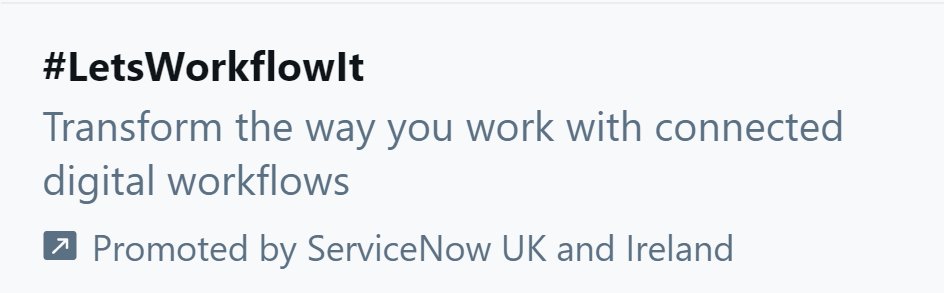 #LetsWorkflowIt
Transform the way you work with connected
digital workflows
Promoted by ServiceNow UK and Ireland